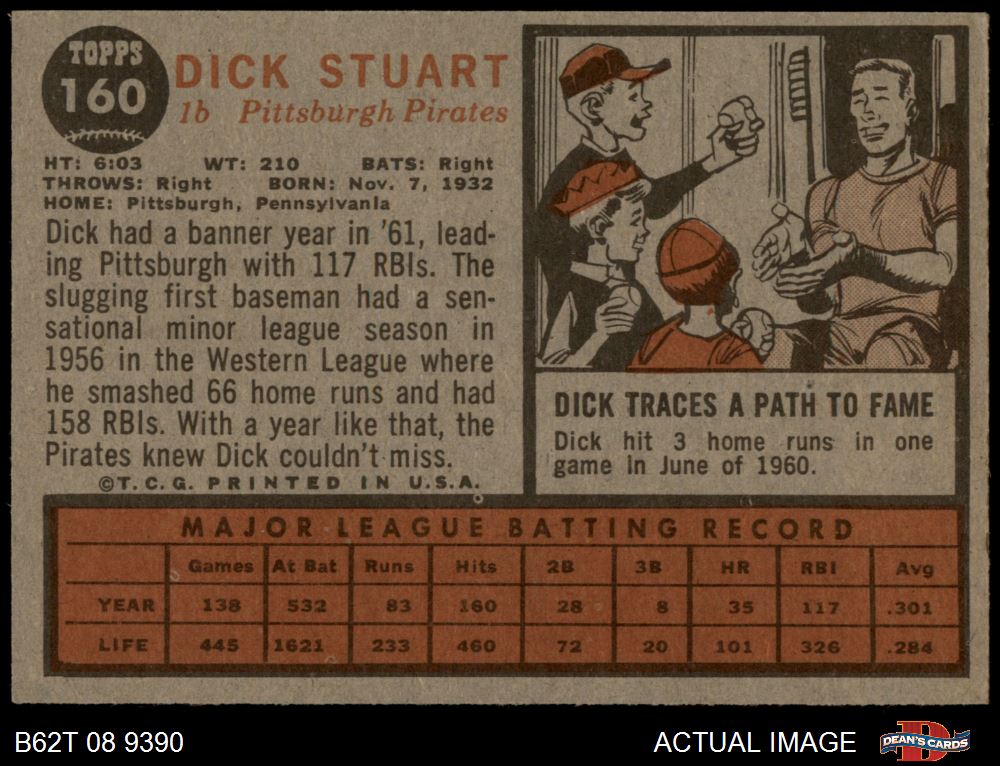 TOPPS
160
DICK STUART
1b Pittsburgh Pirates
HT: 6:03 WT: 210 BATS: Right
THROWS: Right BORN: Nov. 7, 1932
HOME: Pittsburgh, Pennsylvania
Dick had a banner year in '61, lead-
ing Pittsburgh with 117 RBIs. The
slugging first baseman had a sen-
sational minor league season in
1956 in the Western League where
he smashed 66 home runs and had
158 RBIs. With a year like that, the
Pirates knew Dick couldn't miss.
©T.C.G. PRINTED IN U.S.A.
DICK TRACES A PATH TO FAME
Dick hit 3 home runs in one
game in June of 1960.
MAJOR LEAGUE BATTING RECORD
Games At Bat Runs Hits 2B 3B HR RBI Avg
YEAR 138 532 83 160 28 8 35 117 .301
LIFE 445 1621 233 460 72 20 101 326 .284
B62T 08 9390
ACTUAL IMAGE
D
DEAN'S CARDS